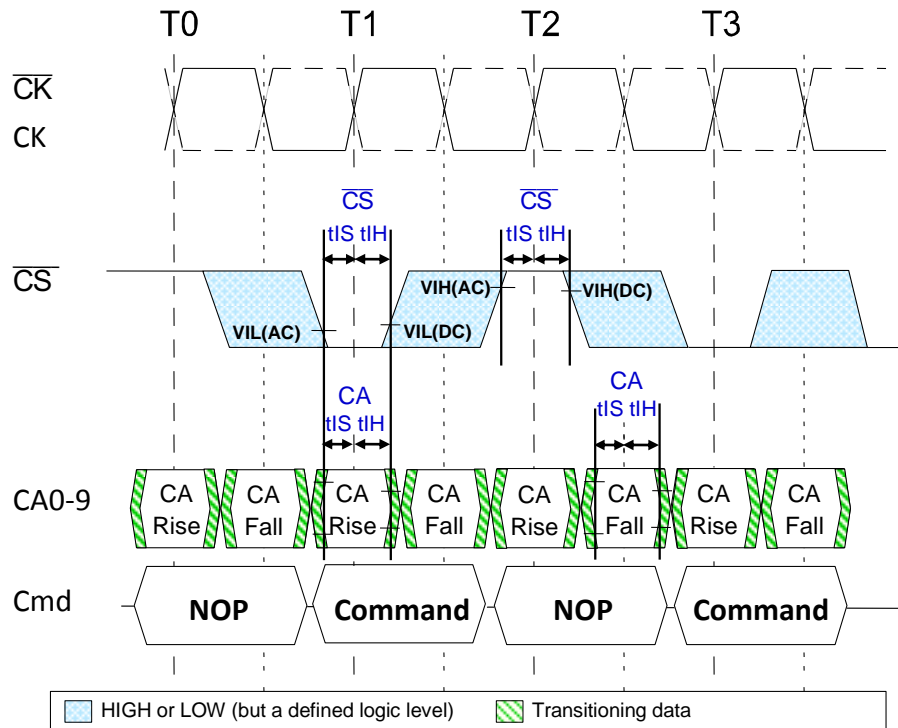 T0 T1 T2 T3
CK
CK
CS CS
tIS tIH tIS tIH
CS
VIH(AC) VIH(DC)
VIL(AC) VIL(DC)
CA CA
tIS tIH tIS tIH
CA0-9
CA CA CA CA CA CA CA CA
Rise Fall Rise Fall Rise Fall Rise Fall
Cmd NOP Command NOP Command
HIGH or LOW (but a defined logic level) Transitioning data